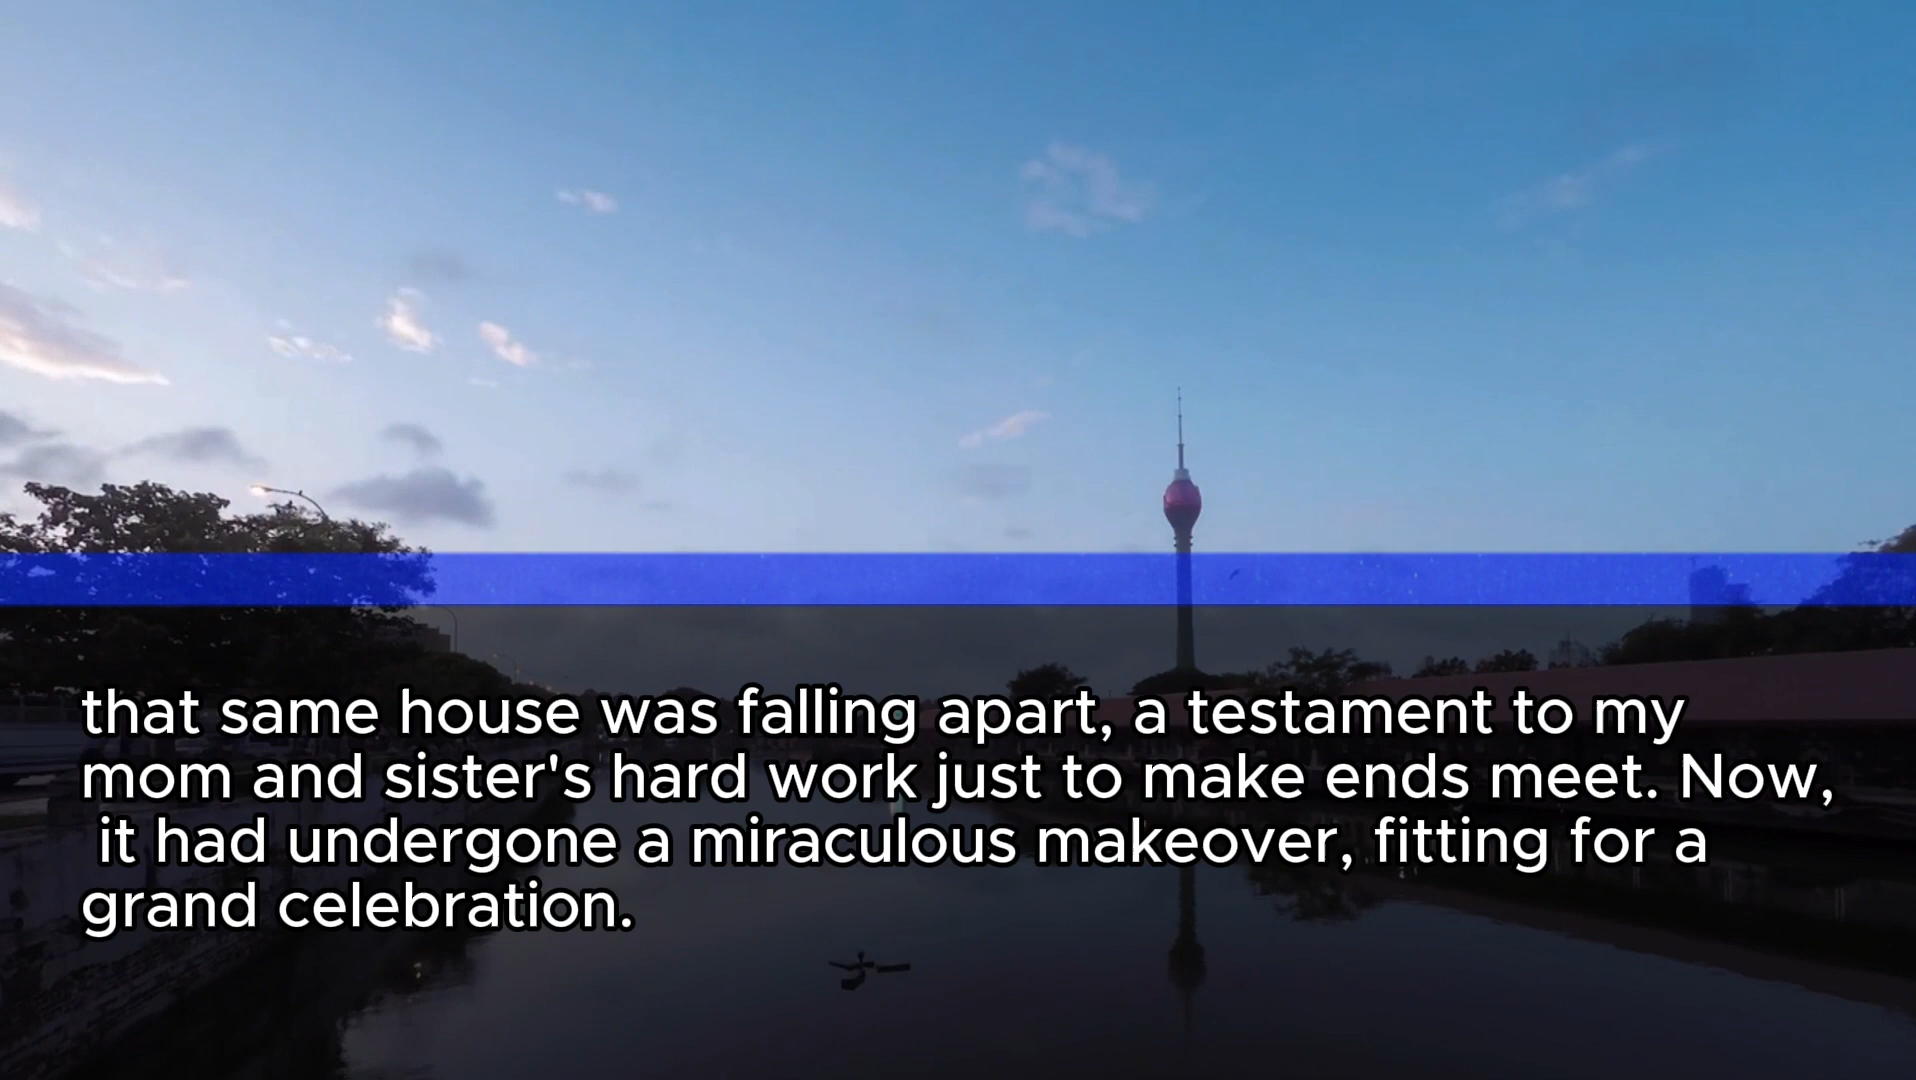 that same house was falling apart, a testament to my
mom and sister's hard work just to make ends meet. Now,
it had undergone a miraculous makeover, fitting for a
grand celebration.